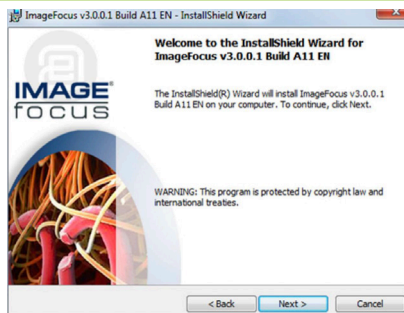 ImageFocus v3.0.0.1 Build A11 EN - InstallShield Wizard
Welcome to the InstallShield Wizard for
ImageFocus v3.0.0.1 Build A11 EN
IMAGE
focus
The InstallShield(R) Wizard will install ImageFocus v3.0.0.1
Build A11 EN on your computer. To continue, click Next.
WARNING: This program is protected by copyright law and
international treaties.
< Back
Next >
Cancel